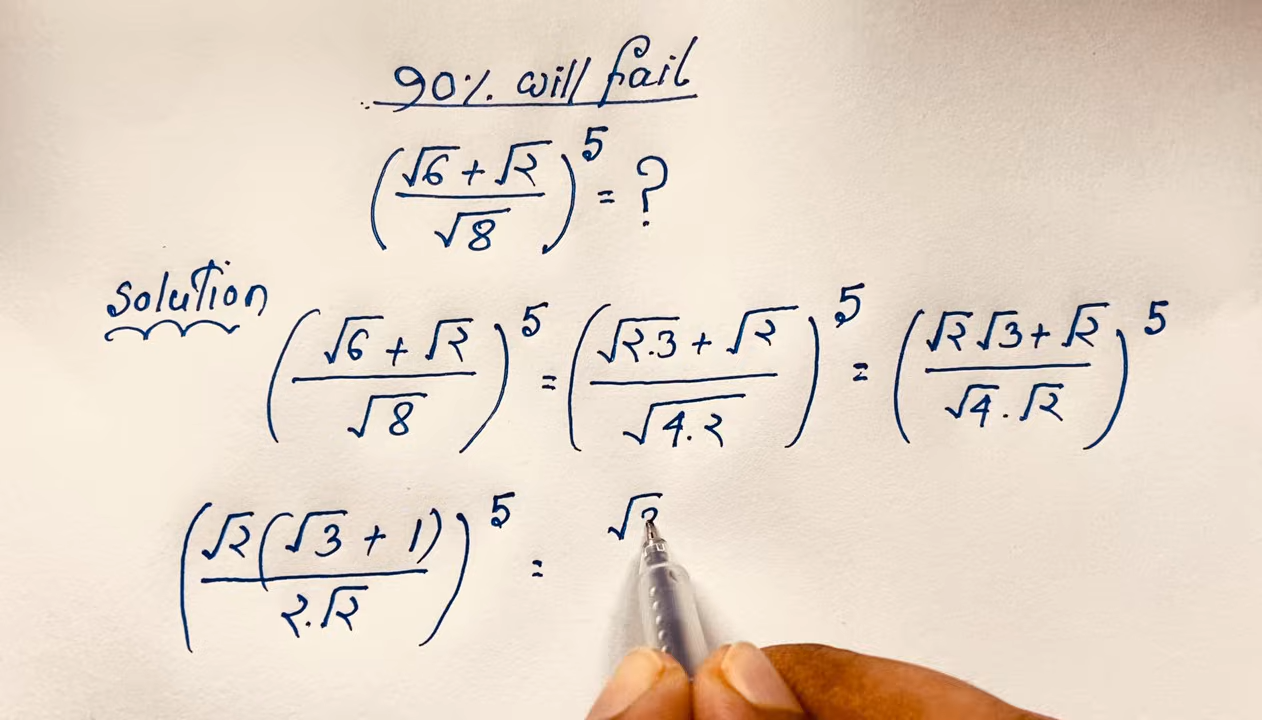 90% will fail
((√6 + √2)/√8)^5 = ?
Solution
((√6 + √2)/√8)^5 = ((√2.3 + √2)/√4.2)^5 = ((√2 √3 + √2)/(√4 . √2))^5
((√2(√3 + 1))/(2.√2))^5 = √